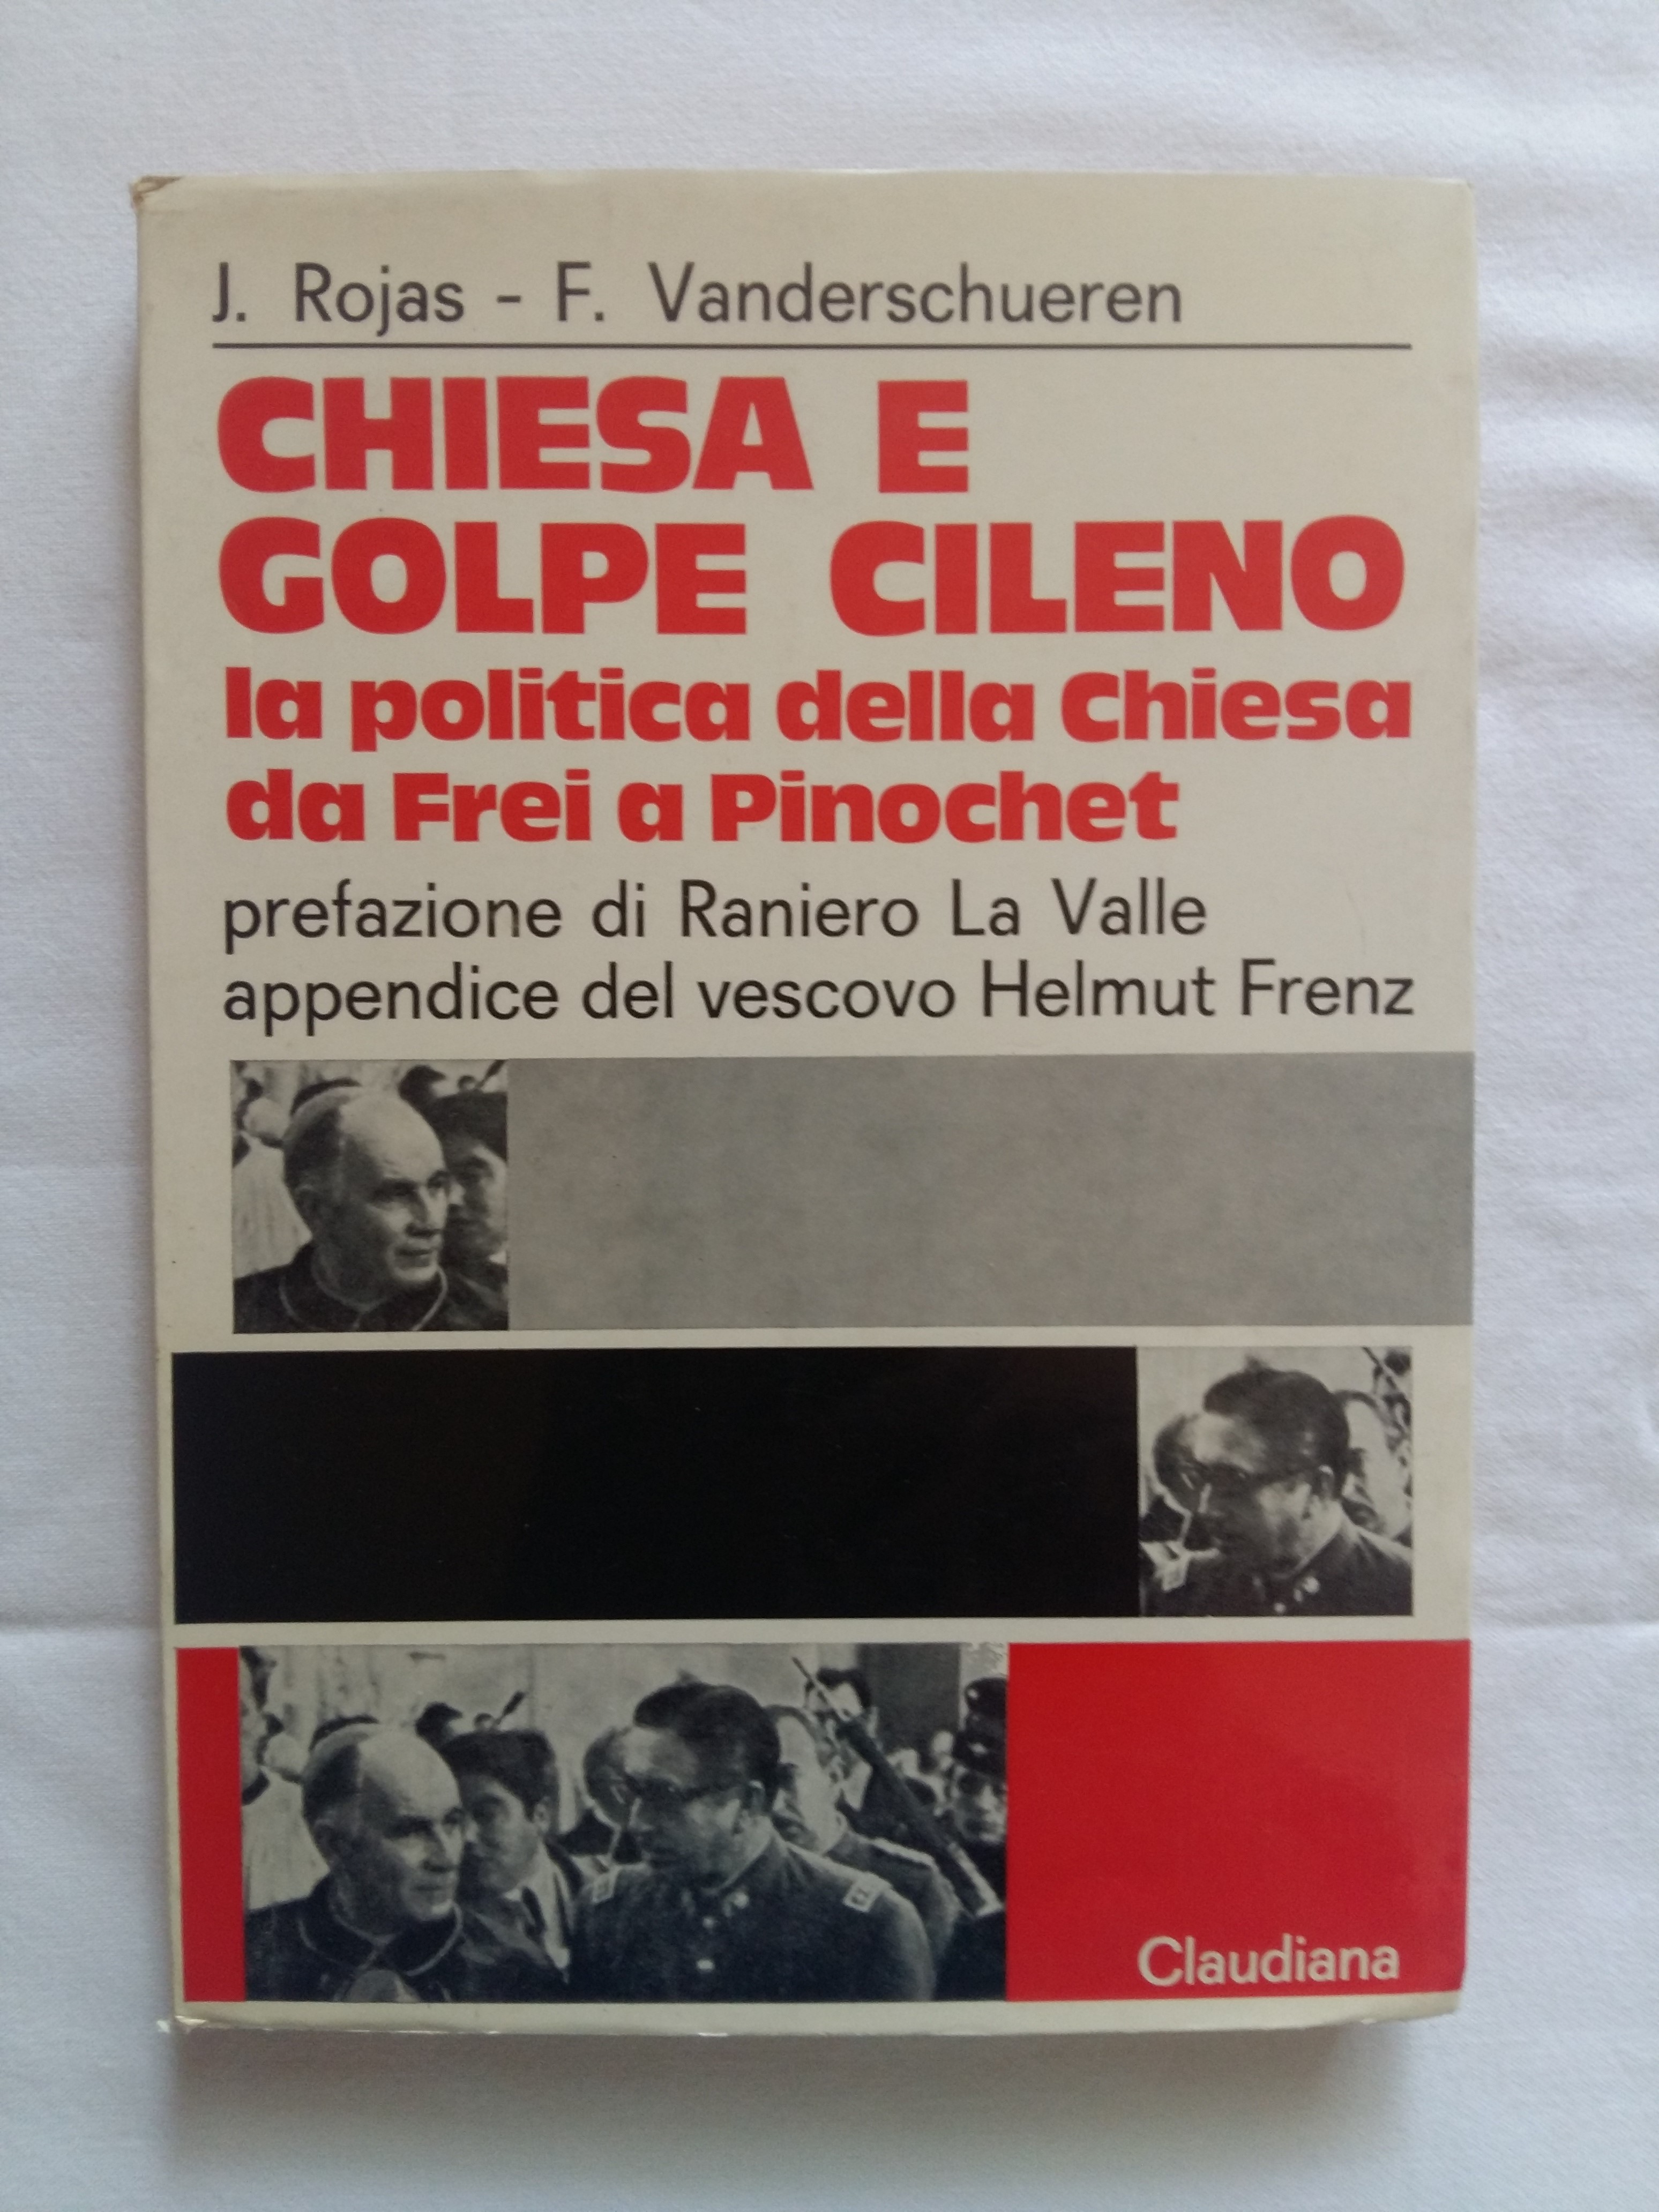 J. Rojas - F. Vanderschueren
CHIESA E
GOLPE CILENO
la politica della Chiesa
da Frei a Pinochet
prefazione di Raniero La Valle
appendice del vescovo Helmut Frenz
Claudiana